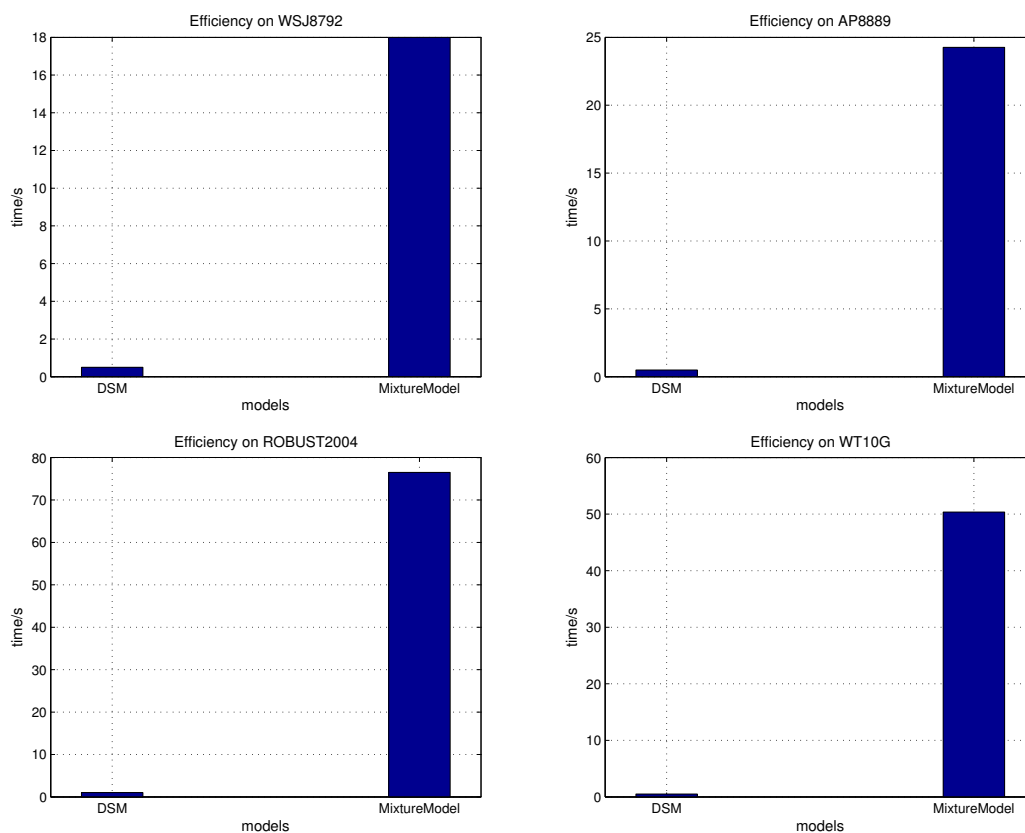 Efficiency on WSJ8792
18
16
14
12
10
8
6
4
2
0
time/s
DSM MixtureModel
models
Efficiency on AP8889
25
20
15
10
5
0
time/s
DSM MixtureModel
models
Efficiency on ROBUST2004
80
70
60
50
40
30
20
10
0
time/s
DSM MixtureModel
models
Efficiency on WT10G
60
50
40
30
20
10
0
time/s
DSM MixtureModel
models